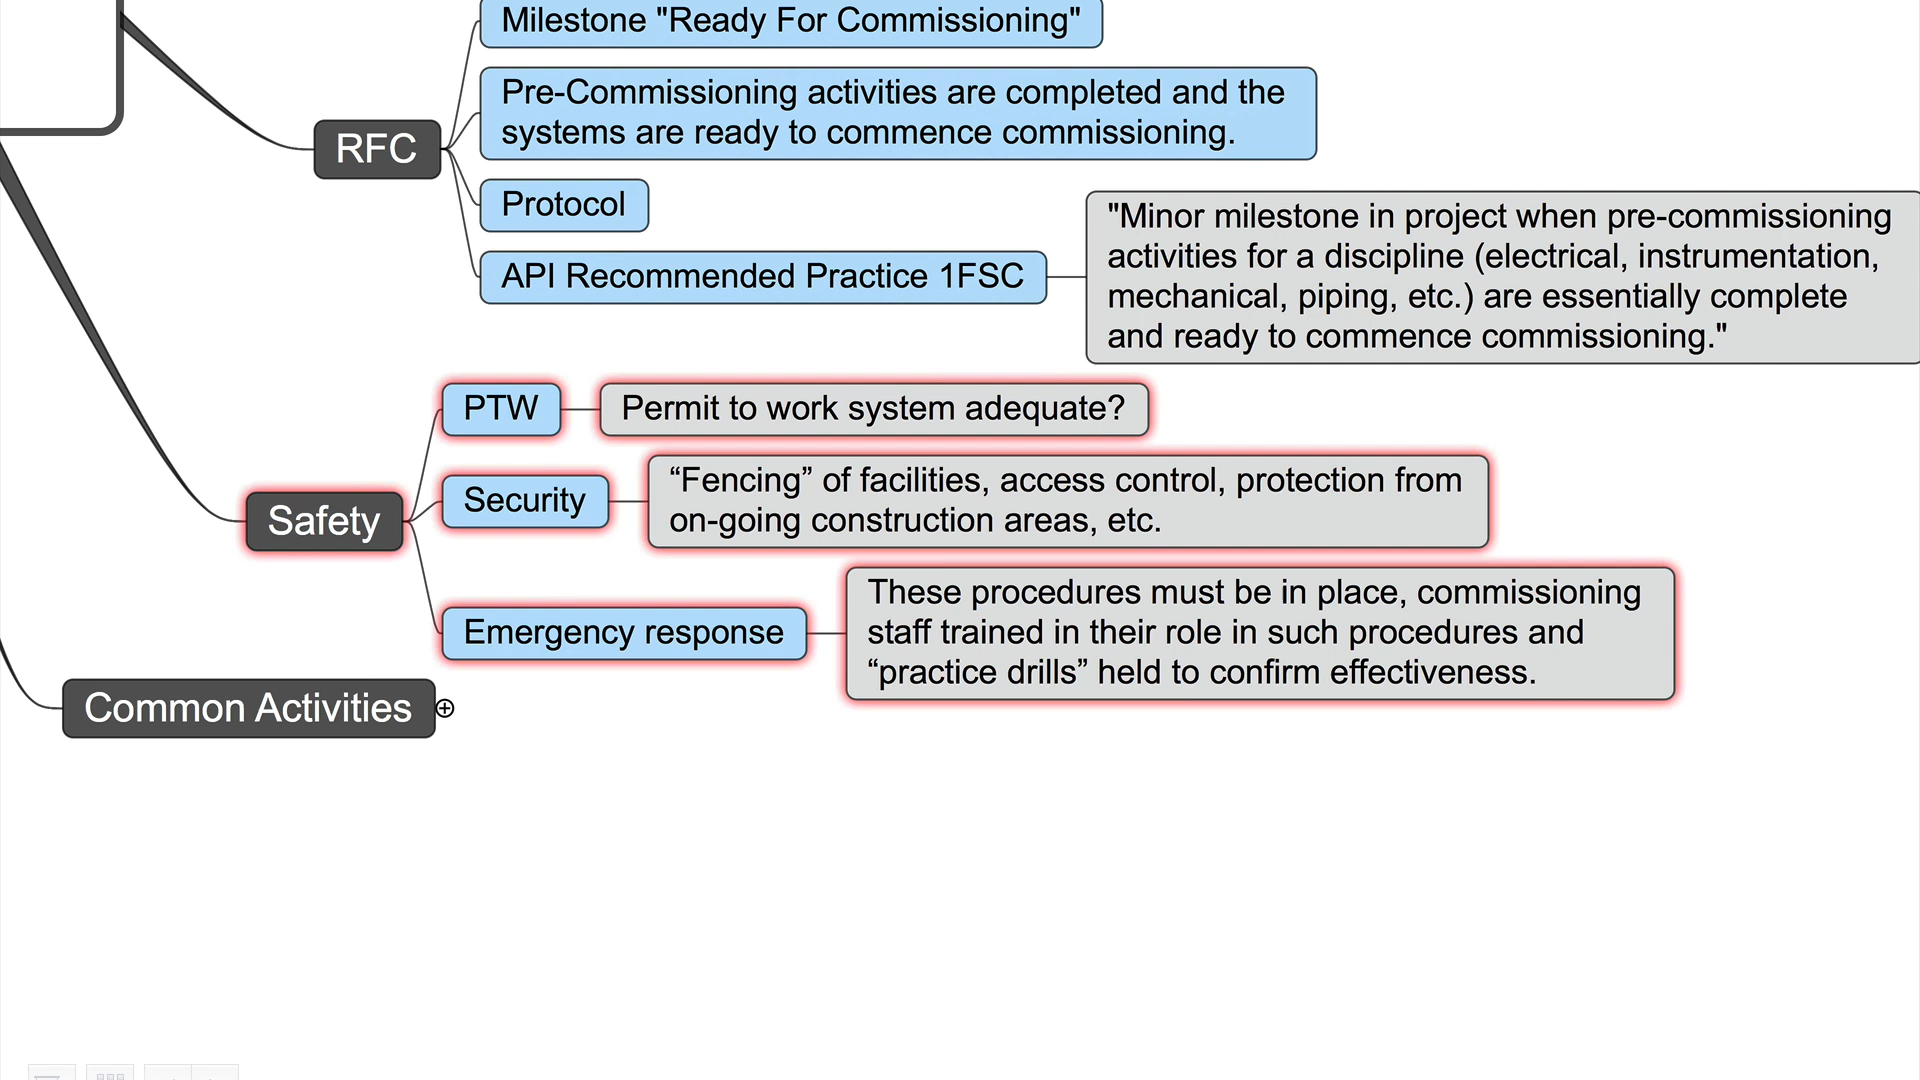 Milestone "Ready For Commissioning"
Pre-Commissioning activities are completed and the
systems are ready to commence commissioning.
RFC
Protocol
API Recommended Practice 1FSC
"Minor milestone in project when pre-commissioning
activities for a discipline (electrical, instrumentation,
mechanical, piping, etc.) are essentially complete
and ready to commence commissioning."
Safety
PTW
Permit to work system adequate?
Security
“Fencing” of facilities, access control, protection from
on-going construction areas, etc.
Emergency response
These procedures must be in place, commissioning
staff trained in their role in such procedures and
“practice drills” held to confirm effectiveness.
Common Activities